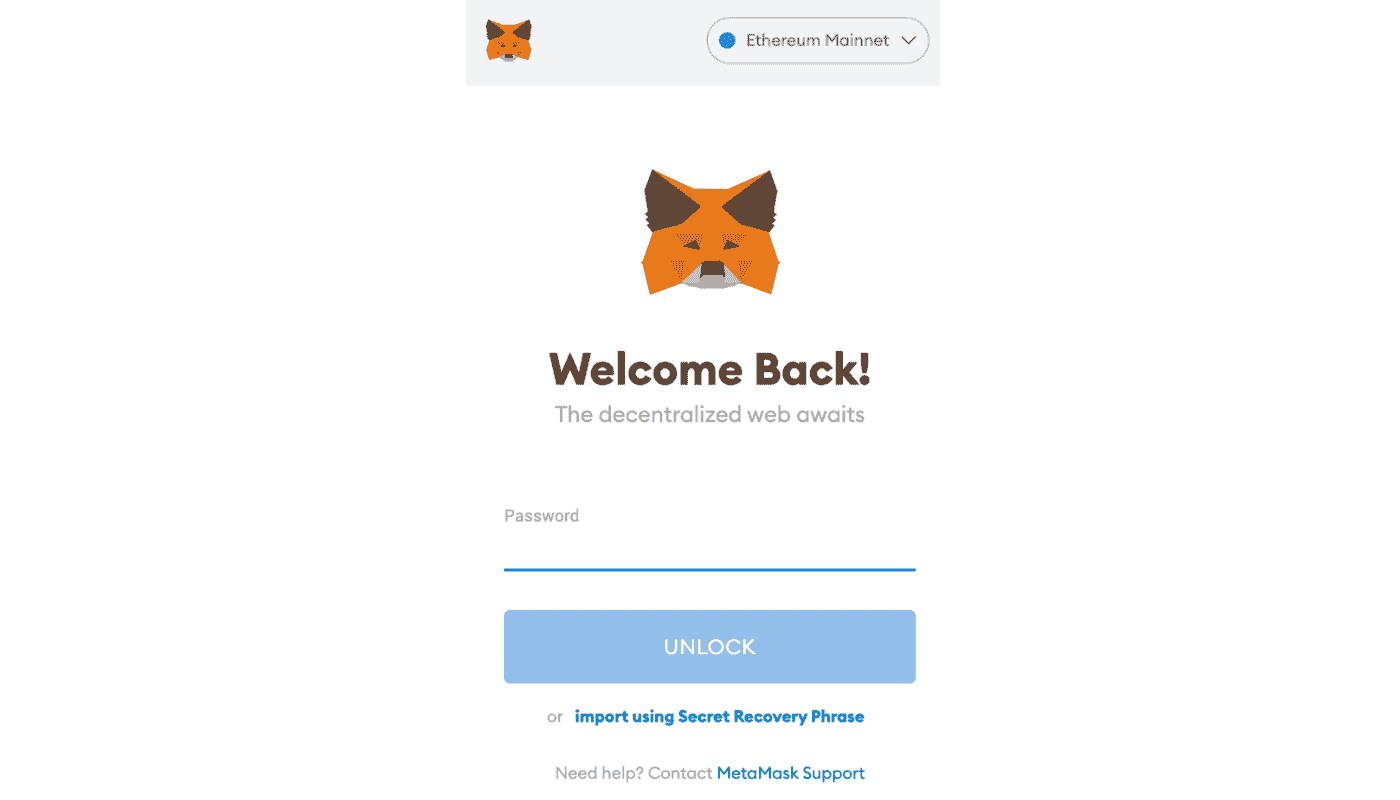 Ethereum Mainnet
Welcome Back!
The decentralized web awaits
Password
UNLOCK
or import using Secret Recovery Phrase
Need help? Contact MetaMask Support